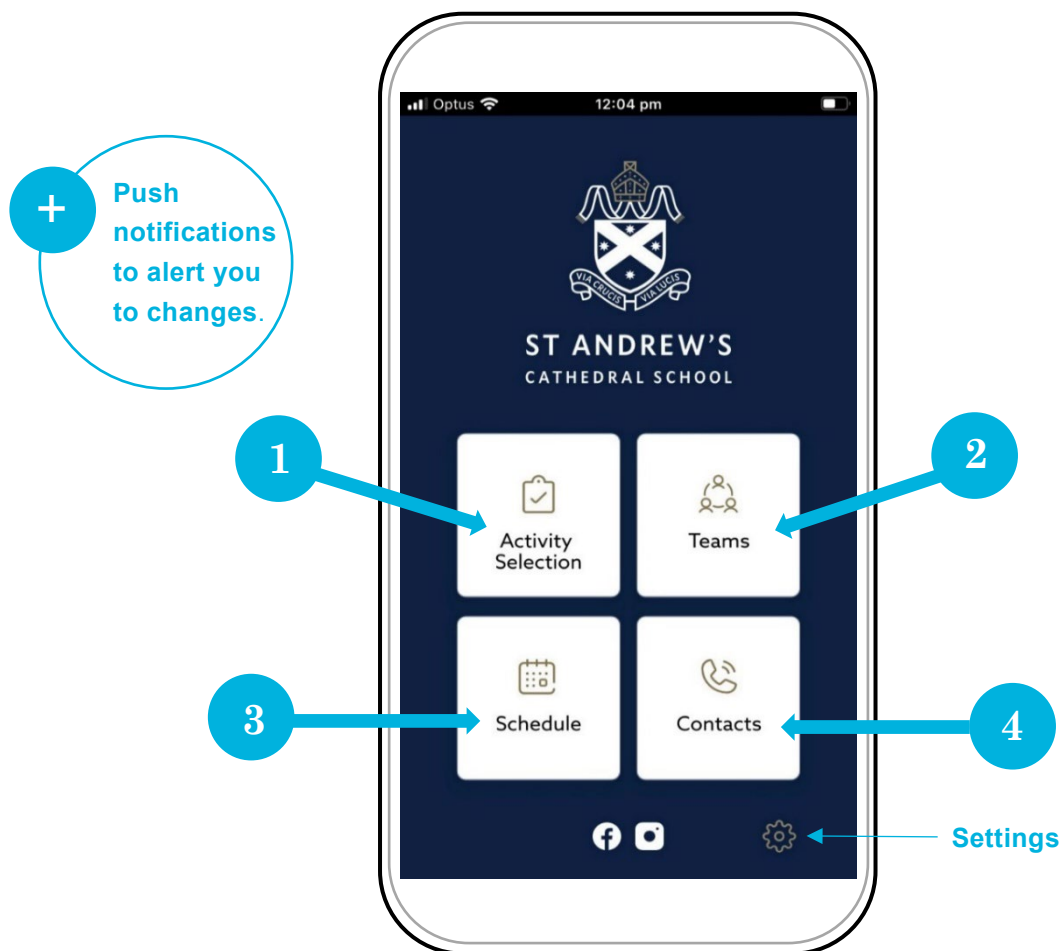 Optus
12:04 pm
+
Push
notifications
to alert you
to changes.
VIA CRUCIS VIA LUCIS
ST ANDREW'S
CATHEDRAL SCHOOL
1
2
Activity
Selection
Teams
3
Schedule
Contacts
4
Settings